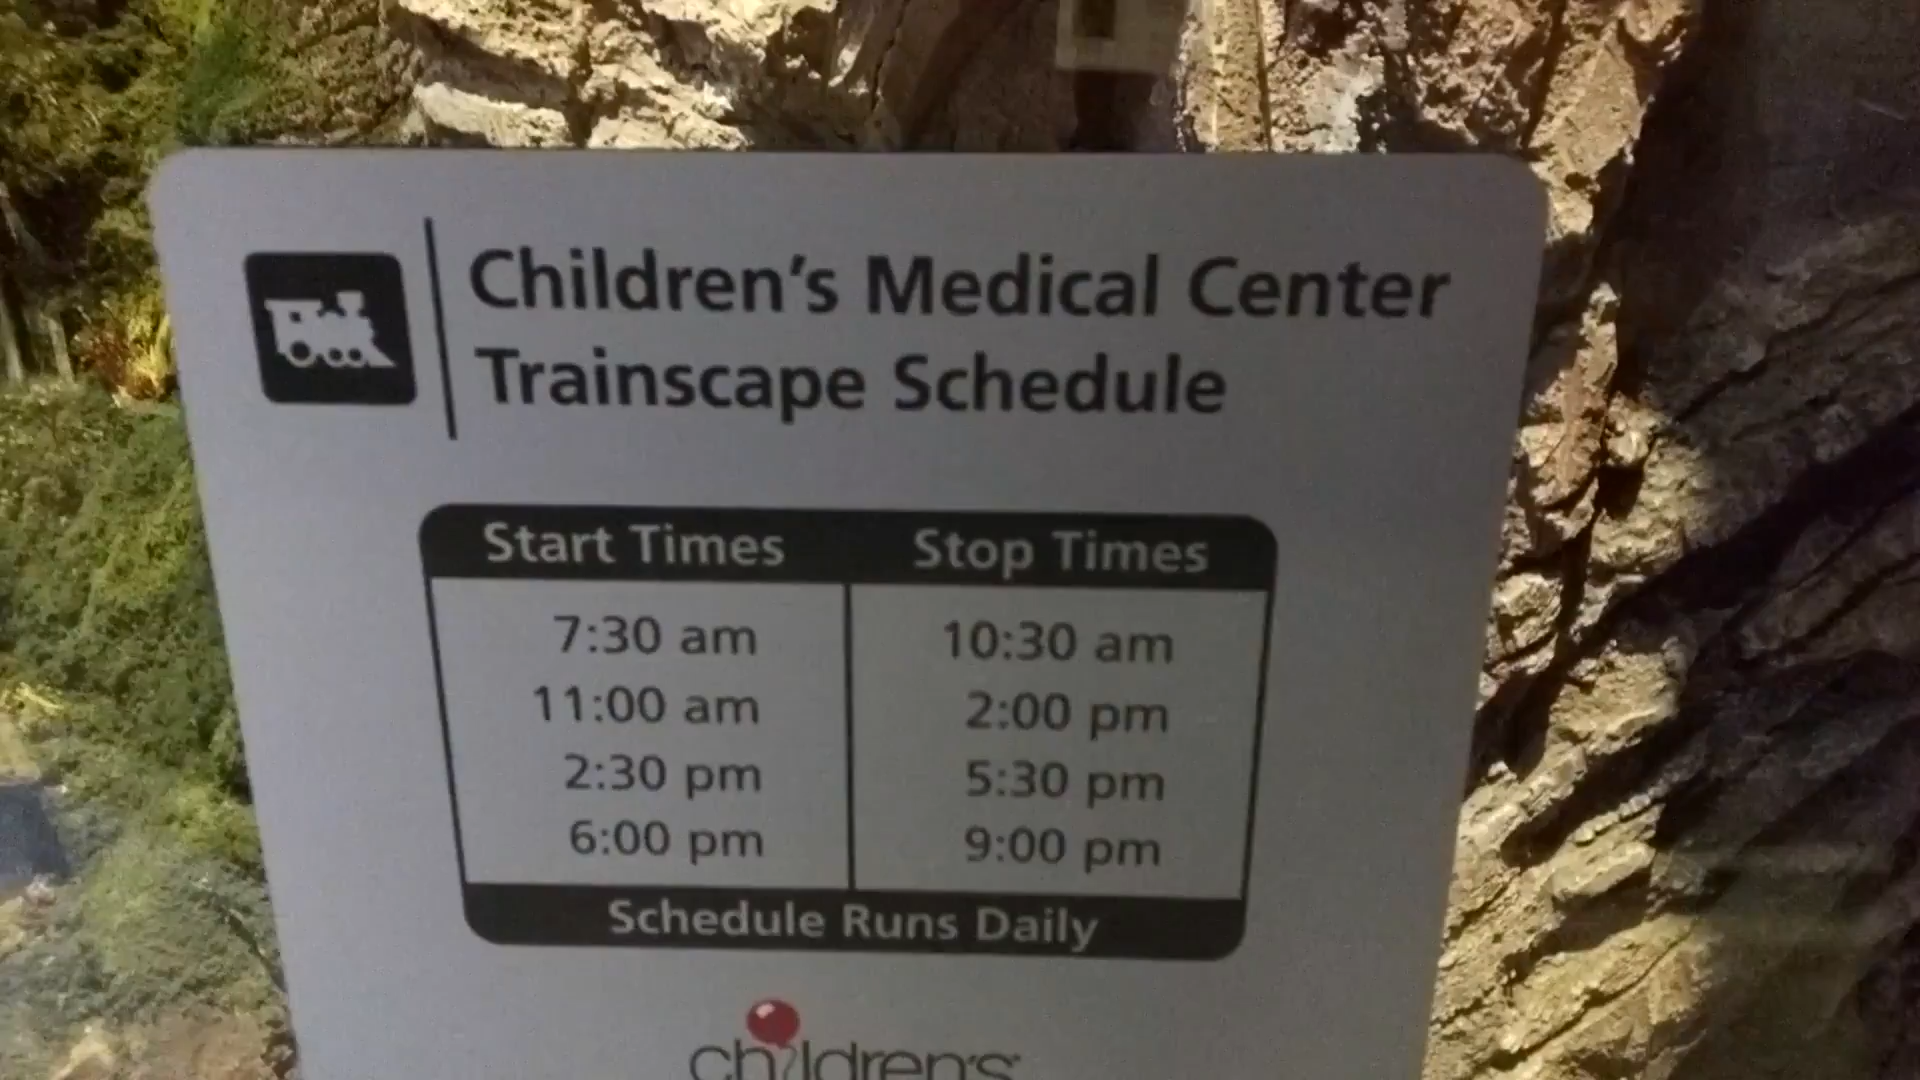 Children's Medical Center
Trainscape Schedule
Start Times Stop Times
7:30 am 10:30 am
11:00 am 2:00 pm
2:30 pm 5:30 pm
6:00 pm 9:00 pm
Schedule Runs Daily
children's